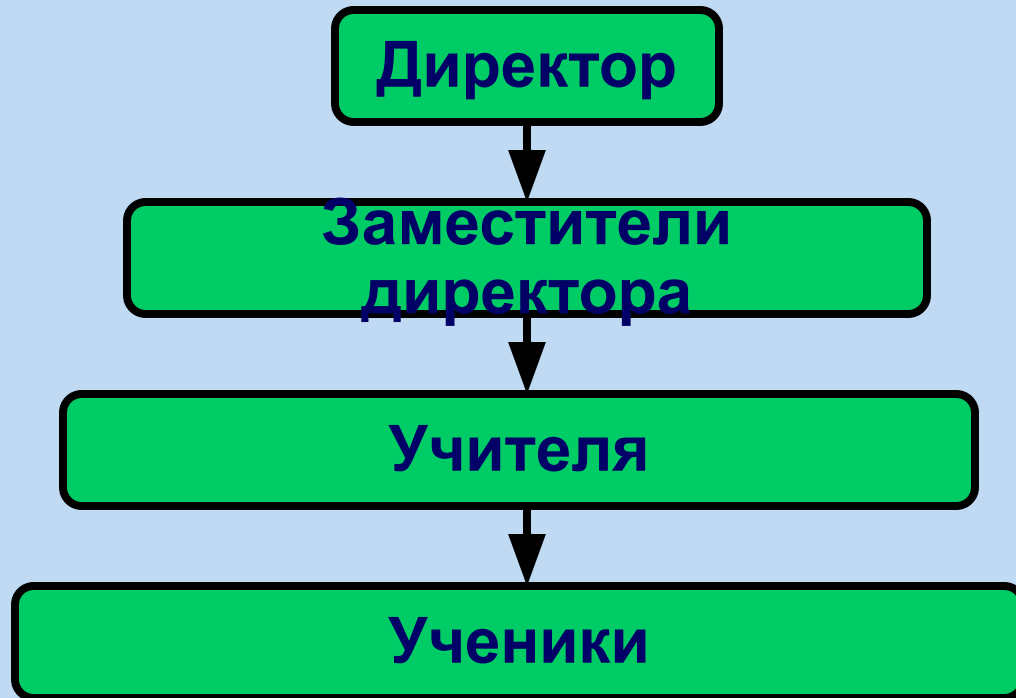 Директор
Заместители
директора
Учителя
Ученики